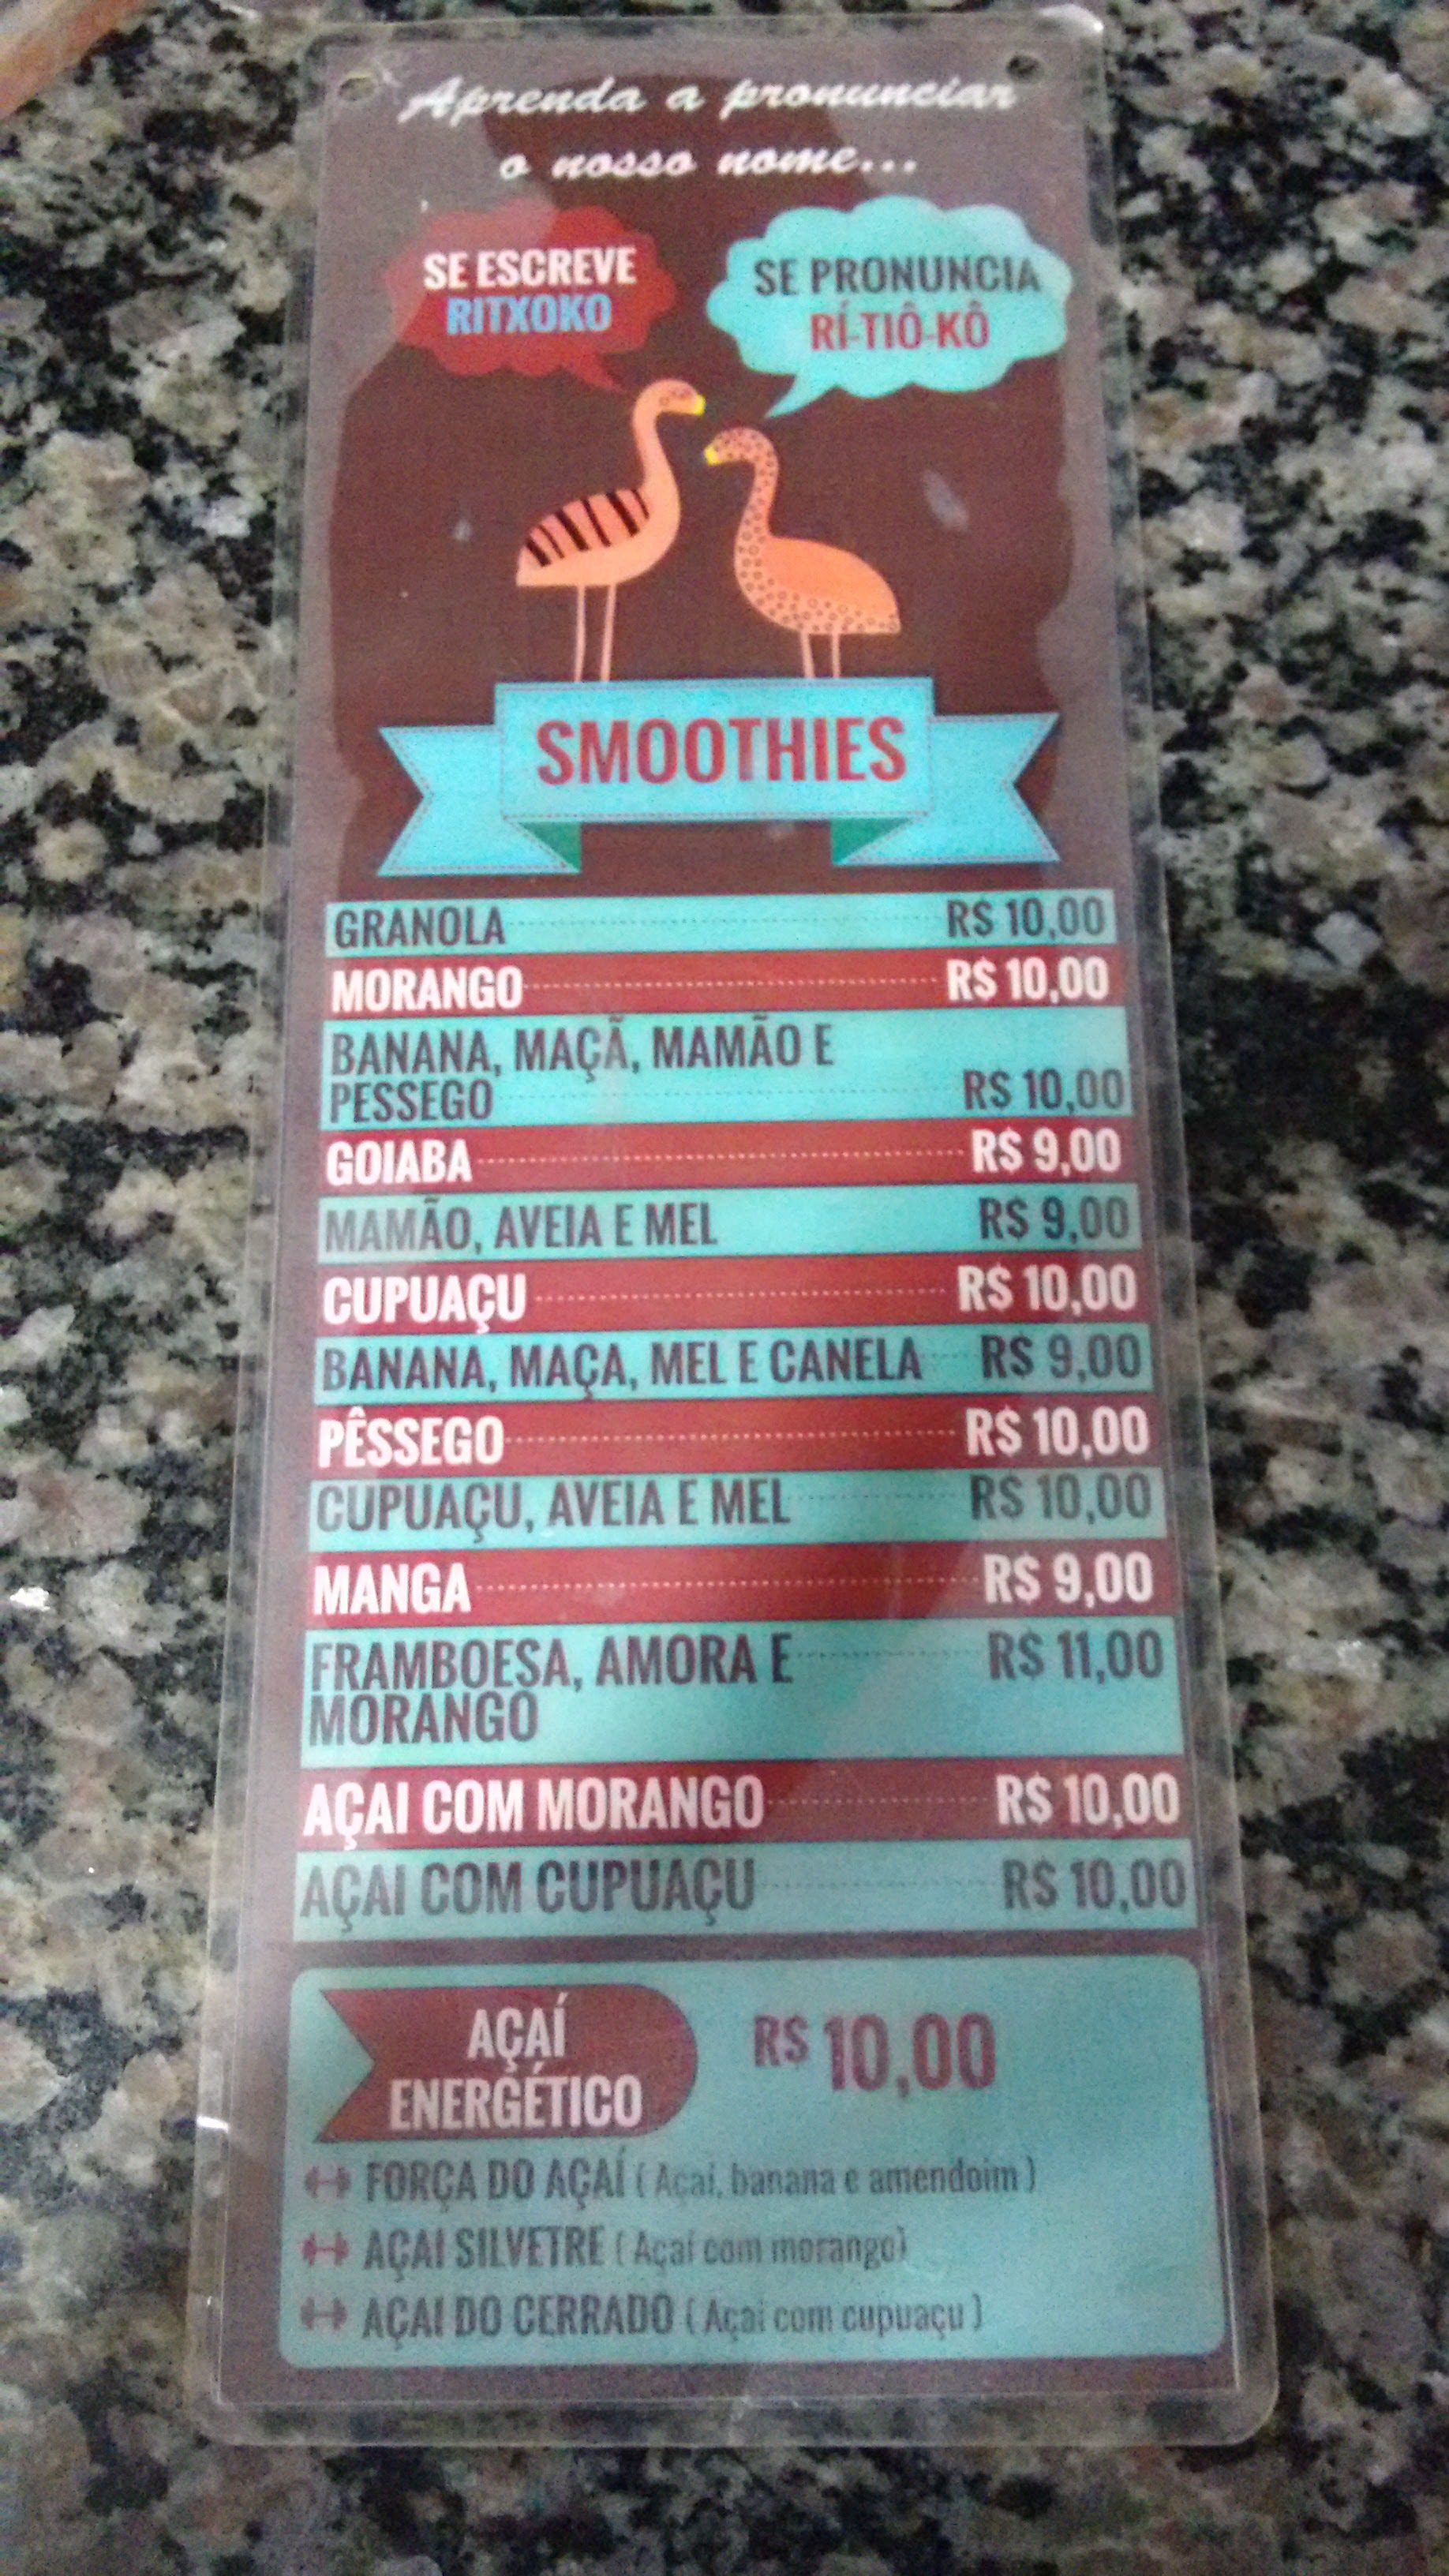 Aprenda a pronunciar
o nosso nome...
SE ESCREVE
RITXOKO
SE PRONUNCIA
RÍ-TIÔ-KÔ
SMOOTHIES
GRANOLA R$ 10,00
MORANGO R$ 10,00
BANANA, MAÇÃ, MAMÃO E
PESSEGO R$ 10,00
GOIABA R$ 9,00
MAMÃO, AVEIA E MEL R$ 9,00
CUPUAÇU R$ 10,00
BANANA, MAÇA, MEL E CANELA R$ 9,00
PÊSSEGO R$ 10,00
CUPUAÇU, AVEIA E MEL R$ 10,00
MANGA R$ 9,00
FRAMBOESA, AMORA E R$ 11,00
MORANGO
AÇAI COM MORANGO R$ 10,00
AÇAI COM CUPUAÇU R$ 10,00
AÇAÍ
ENERGÉTICO
R$ 10,00
FORÇA DO AÇAÍ ( Açaí, banana e amendoim )
AÇAI SILVETRE ( Açaí com morango)
AÇAI DO CERRADO ( Açai com cupuaçu )